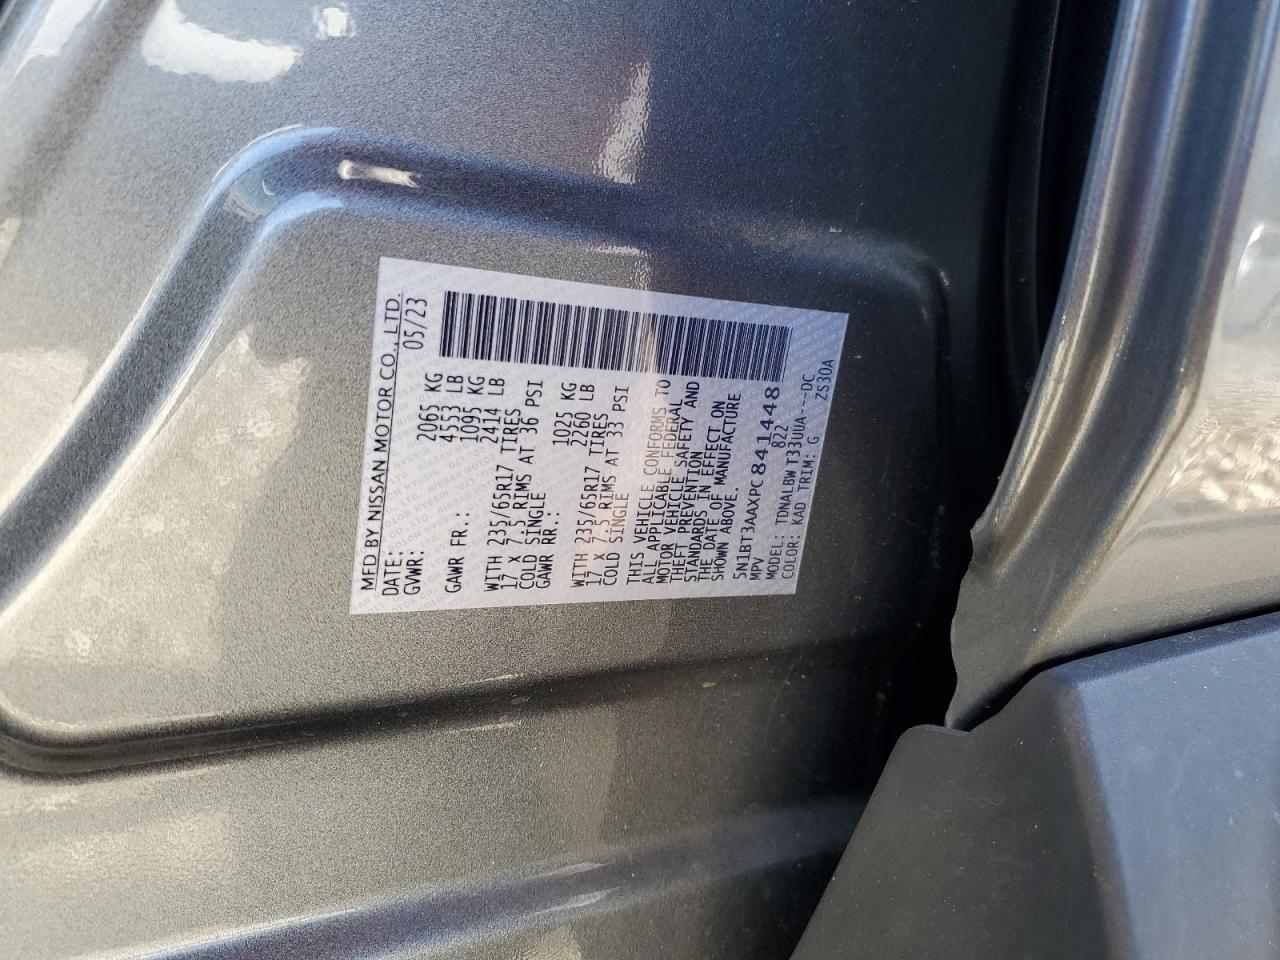 MFD BY NISSAN MOTOR CO., LTD.
DATE: 05/23
GVWR: 2065 KG
4553 LB
GAWR FR.: 1095 KG
2414 LB
WITH 235/65R17 TIRES
17 X 7.5 RIMS AT 36 PSI
COLD SINGLE
GAWR RR.: 1025 KG
2260 LB
WITH 235/65R17 TIRES
17 X 7.5 RIMS AT 33 PSI
COLD SINGLE
THIS VEHICLE CONFORMS TO
ALL APPLICABLE FEDERAL
MOTOR VEHICLE SAFETY AND
THEFT PREVENTION
STANDARDS IN EFFECT ON
THE DATE OF MANUFACTURE
SHOWN ABOVE.
5N1BT3AAXPC841448
MPV 822
MODEL: TDNALBWT33UUA---DC
COLOR: KAD TRIM: G ZS30A